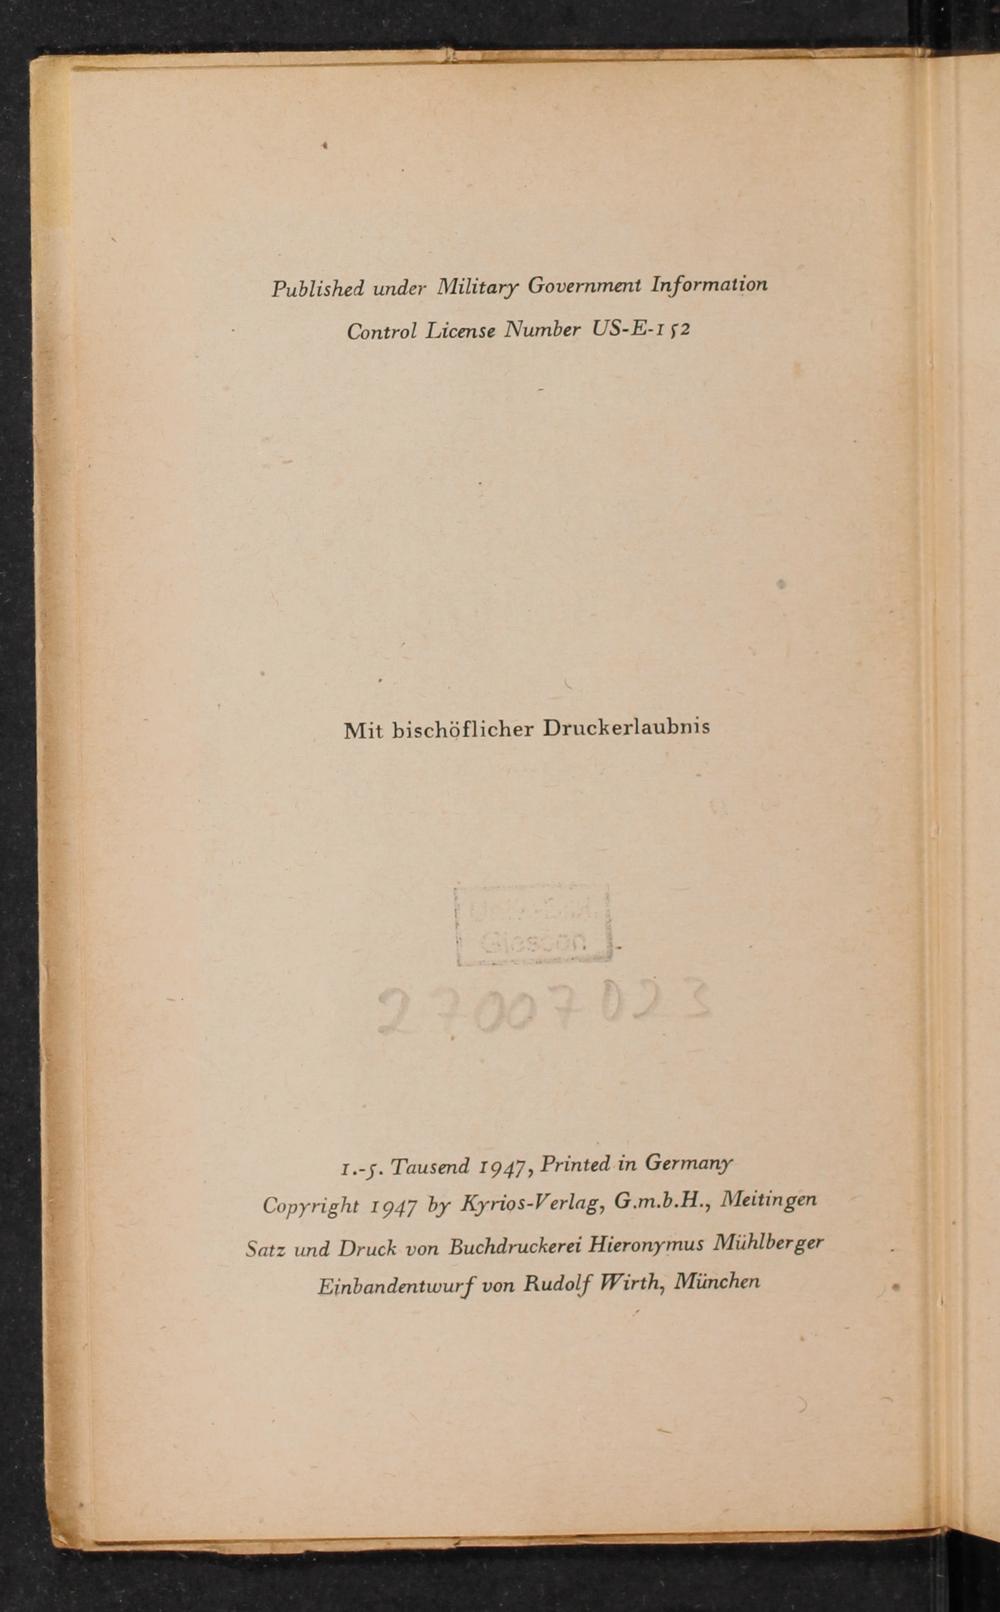 Published under Military Government Information
Control License Number US-E-152
Mit bischöflicher Druckerlaubnis
Giessen
27007023
1.-5. Tausend 1947, Printed in Germany
Copyright 1947 by Kyrios-Verlag, G.m.b.H., Meitingen
Satz und Druck von Buchdruckerei Hieronymus Mühlberger
Einbandentwurf von Rudolf Wirth, München